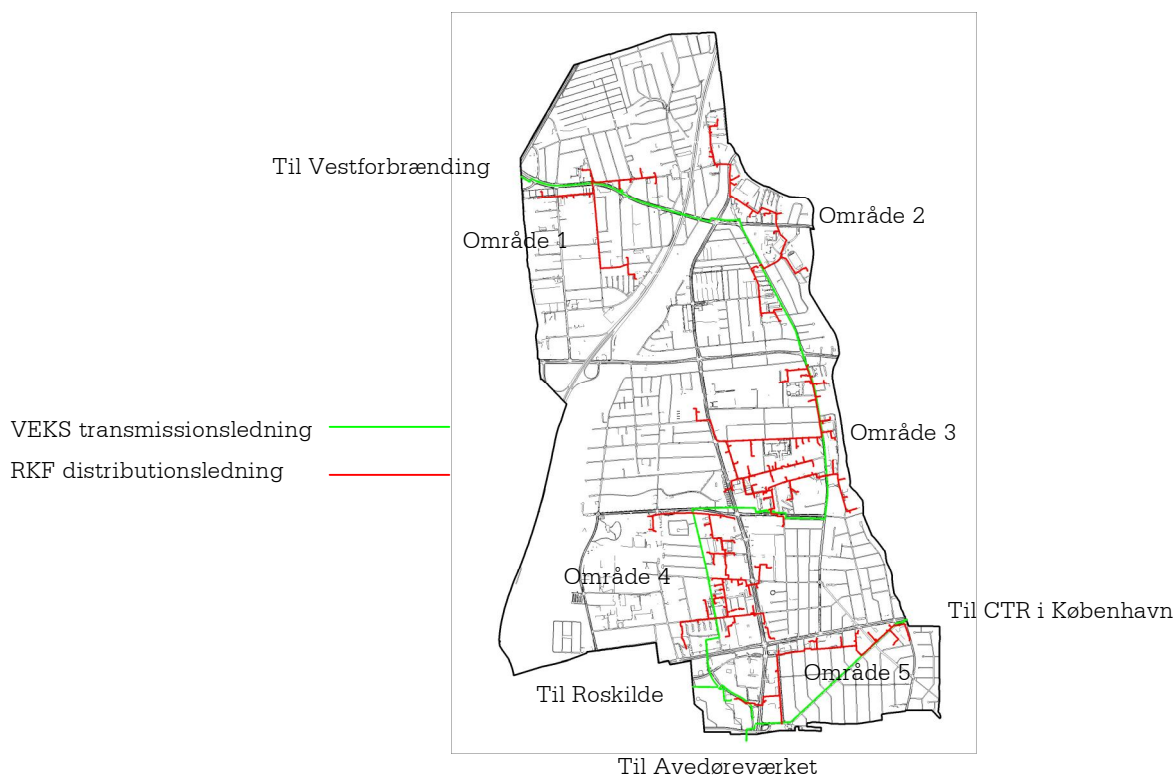 Til Vestforbrænding
Område 2
Område 1
VEKS transmissionsledning
Område 3
RKF distributionsledning
Område 4
Til CTR i København
Område 5
Til Roskilde
Til Avedøreværket